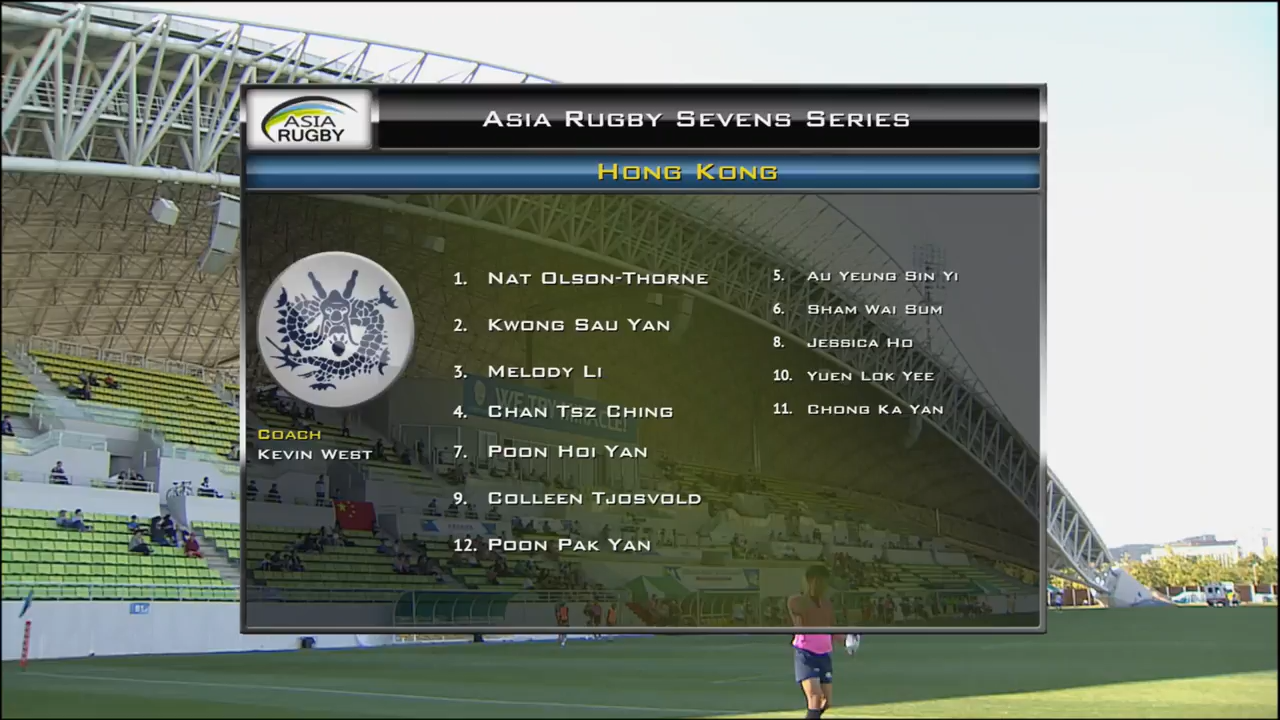 ASIA RUGBY
ASIA RUGBY SEVENS SERIES
HONG KONG
1. NAT OLSON-THORNE
2. KWONG SAU YAN
3. MELODY LI
4. CHAN TSZ CHING
7. POON HOI YAN
9. COLLEEN TJOSVOLD
12. POON PAK YAN
5. AU YEUNG SIN YI
6. SHAM WAI SUM
8. JESSICA HO
10. YUEN LOK YEE
11. CHONG KA YAN
COACH
KEVIN WEST
WE TRY MIRACLE!